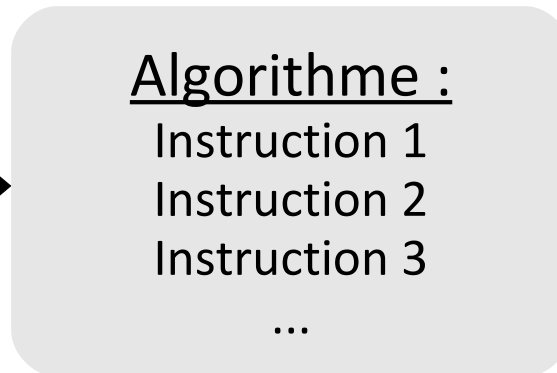 Algorithme :
Instruction 1
Instruction 2
Instruction 3
...